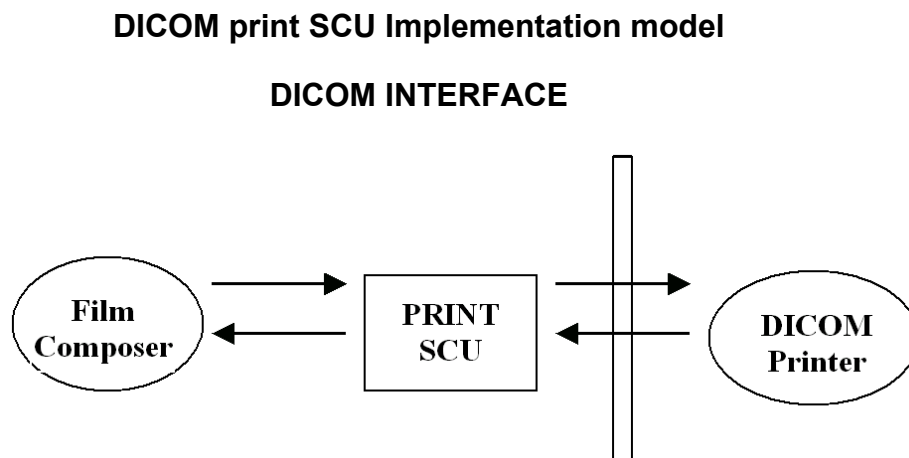 DICOM print SCU Implementation model
DICOM INTERFACE
Film
Composer
PRINT
SCU
DICOM
Printer